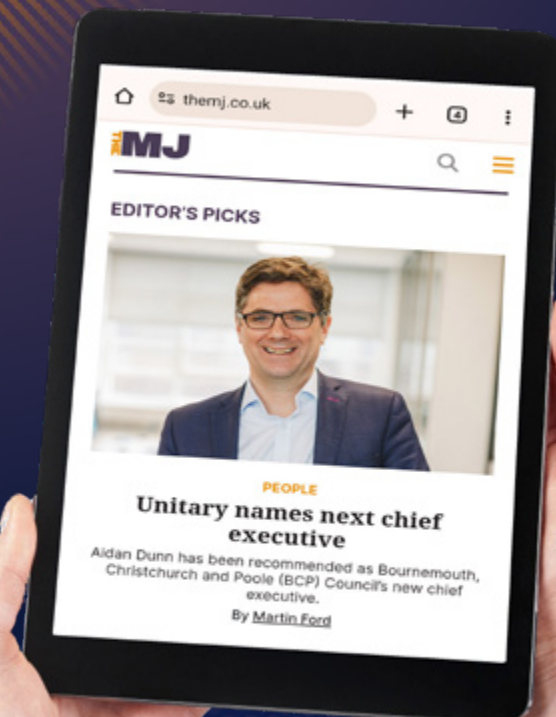 themj.co.uk
4
THE MJ
EDITOR'S PICKS
PEOPLE
Unitary names next chief
executive
Aidan Dunn has been recommended as Bournemouth,
Christchurch and Poole (BCP) Council's new chief
executive.
By Martin Ford